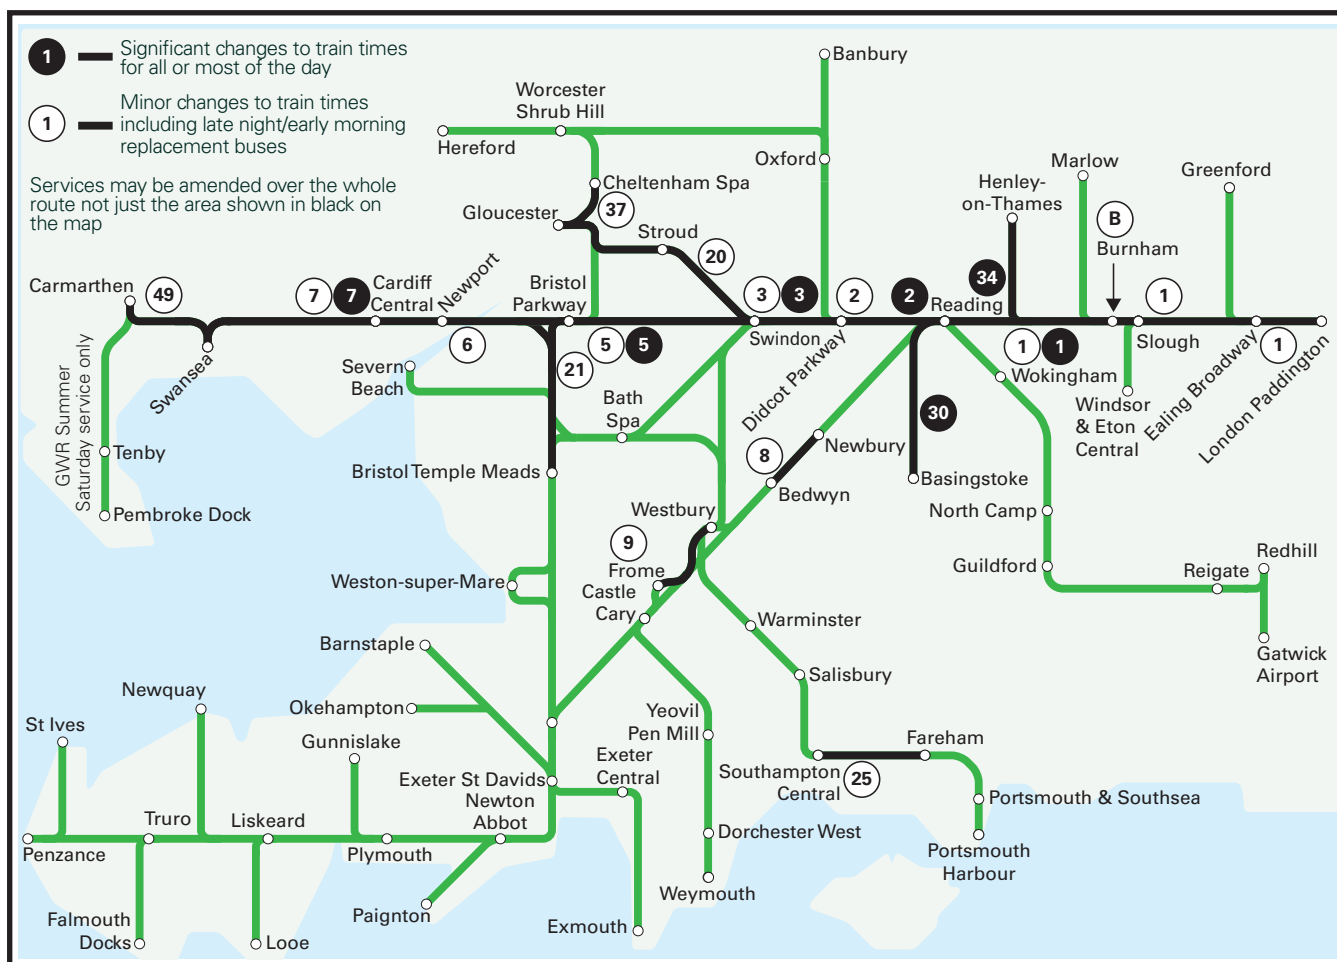 1
Significant changes to train times
for all or most of the day
1
Minor changes to train times
including late night/early morning
replacement buses
Services may be amended over the whole
route not just the area shown in black on
the map
Banbury
Worcester
Shrub Hill
Hereford
Oxford
Cheltenham Spa
Gloucester
37
Stroud
20
Marlow
Greenford
Henley-
on-Thames
B
Burnham
Carmarthen
49
7
7
Cardiff
Central
Newport
Bristol
Parkway
3
3
2
2
Reading
34
1
6
5
5
Swindon
Didcot Parkway
1
1
Wokingham
Slough
Ealing Broadway
1
London Paddington
Swansea
21
Severn
Beach
Bath
Spa
Windsor
& Eton
Central
GWR Summer
Saturday service only
Tenby
Pembroke Dock
Bristol Temple Meads
8
Newbury
Bedwyn
30
Basingstoke
Westbury
9
Frome
Castle
Cary
North Camp
Guildford
Reigate
Redhill
Gatwick
Airport
Weston-super-Mare
Warminster
Salisbury
Barnstaple
Newquay
Okehampton
St Ives
Gunnislake
Yeovil
Pen Mill
Fareham
Exeter St Davids
Exeter
Central
Southampton
Central
25
Newton
Abbot
Portsmouth & Southsea
Truro
Liskeard
Penzance
Plymouth
Dorchester West
Portsmouth
Harbour
Weymouth
Paignton
Exmouth
Falmouth
Docks
Looe